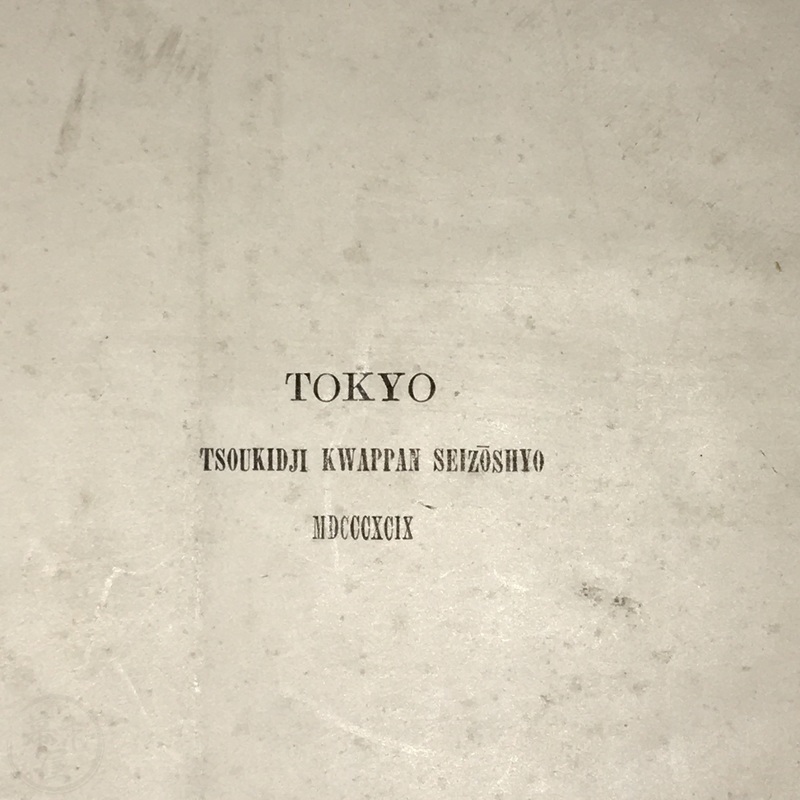 TOKYO
TSOUKIDJI KWAPPAN SEIZŌSHYO
MDCCCXCIX